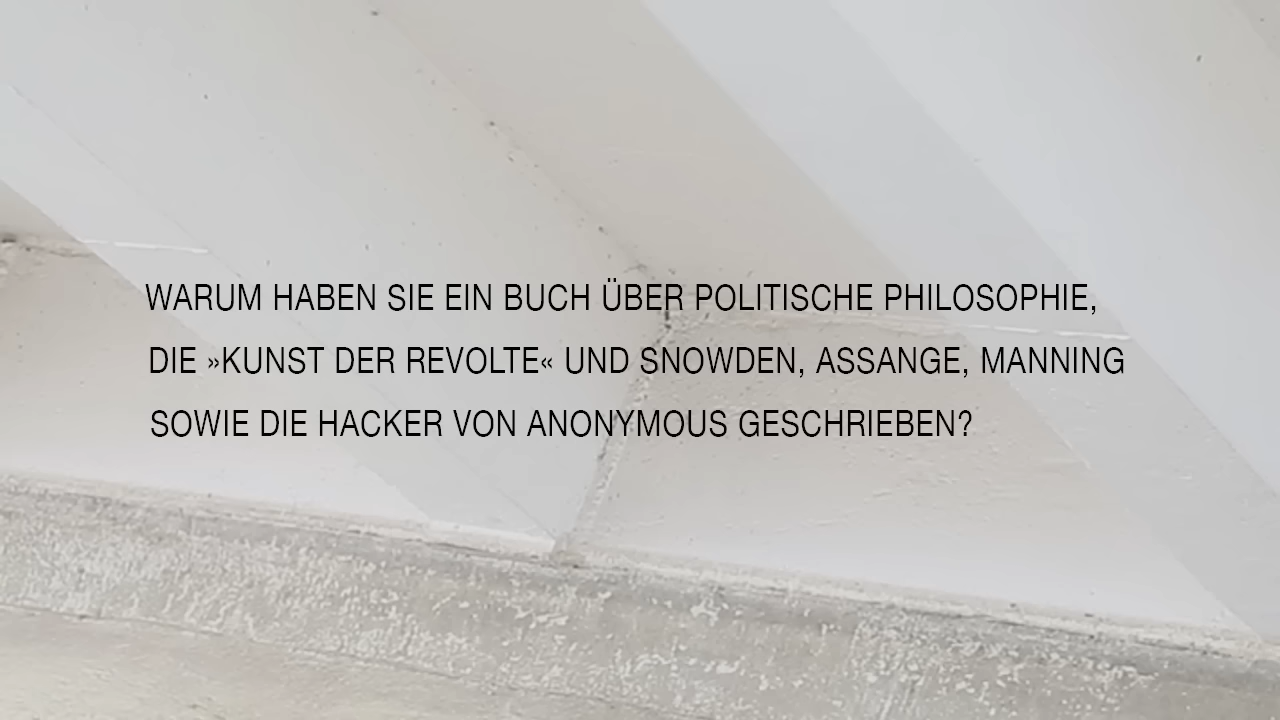 WARUM HABEN SIE EIN BUCH ÜBER POLITISCHE PHILOSOPHIE,
DIE »KUNST DER REVOLTE« UND SNOWDEN, ASSANGE, MANNING
SOWIE DIE HACKER VON ANONYMOUS GESCHRIEBEN?